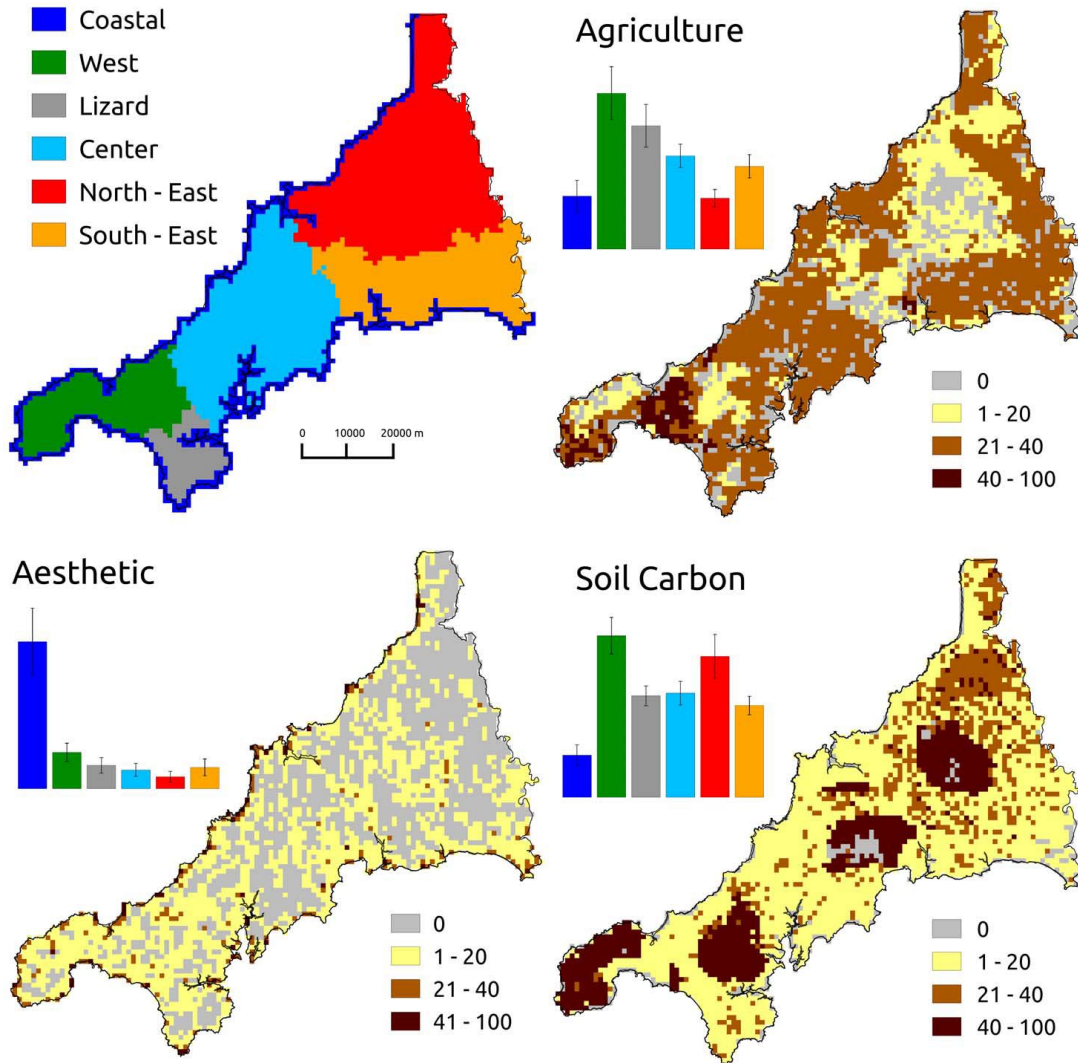 Coastal
West
Lizard
Center
North - East
South - East
0 10000 20000 m
Agriculture
0
1 - 20
21 - 40
40 - 100
Aesthetic
0
1 - 20
21 - 40
41 - 100
Soil Carbon
0
1 - 20
21 - 40
40 - 100